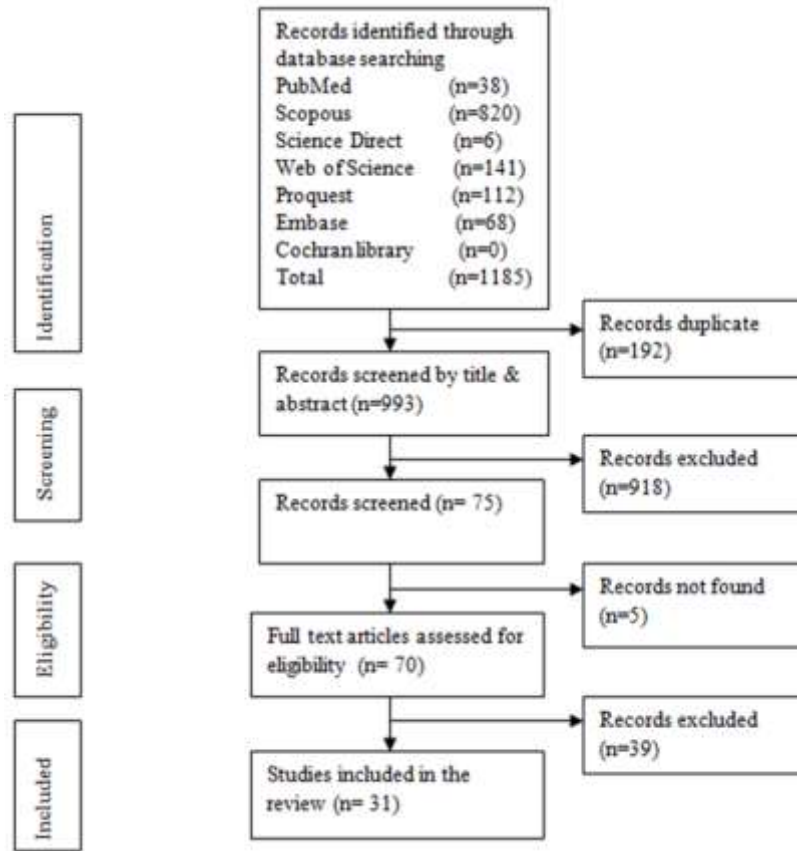 Records identified through
database searching
PubMed (n=38)
Scopous (n=820)
Science Direct (n=6)
Web of Science (n=141)
Proquest (n=112)
Embase (n=68)
Cochran library (n=0)
Total (n=1185)
Identification
Records duplicate
(n=192)
Records screened by title &
abstract (n=993)
Screening
Records excluded
(n=918)
Records screened (n= 75)
Eligibility
Records not found
(n=5)
Full text articles assessed for
eligibility (n= 70)
Included
Records excluded
(n=39)
Studies included in the
review (n= 31)